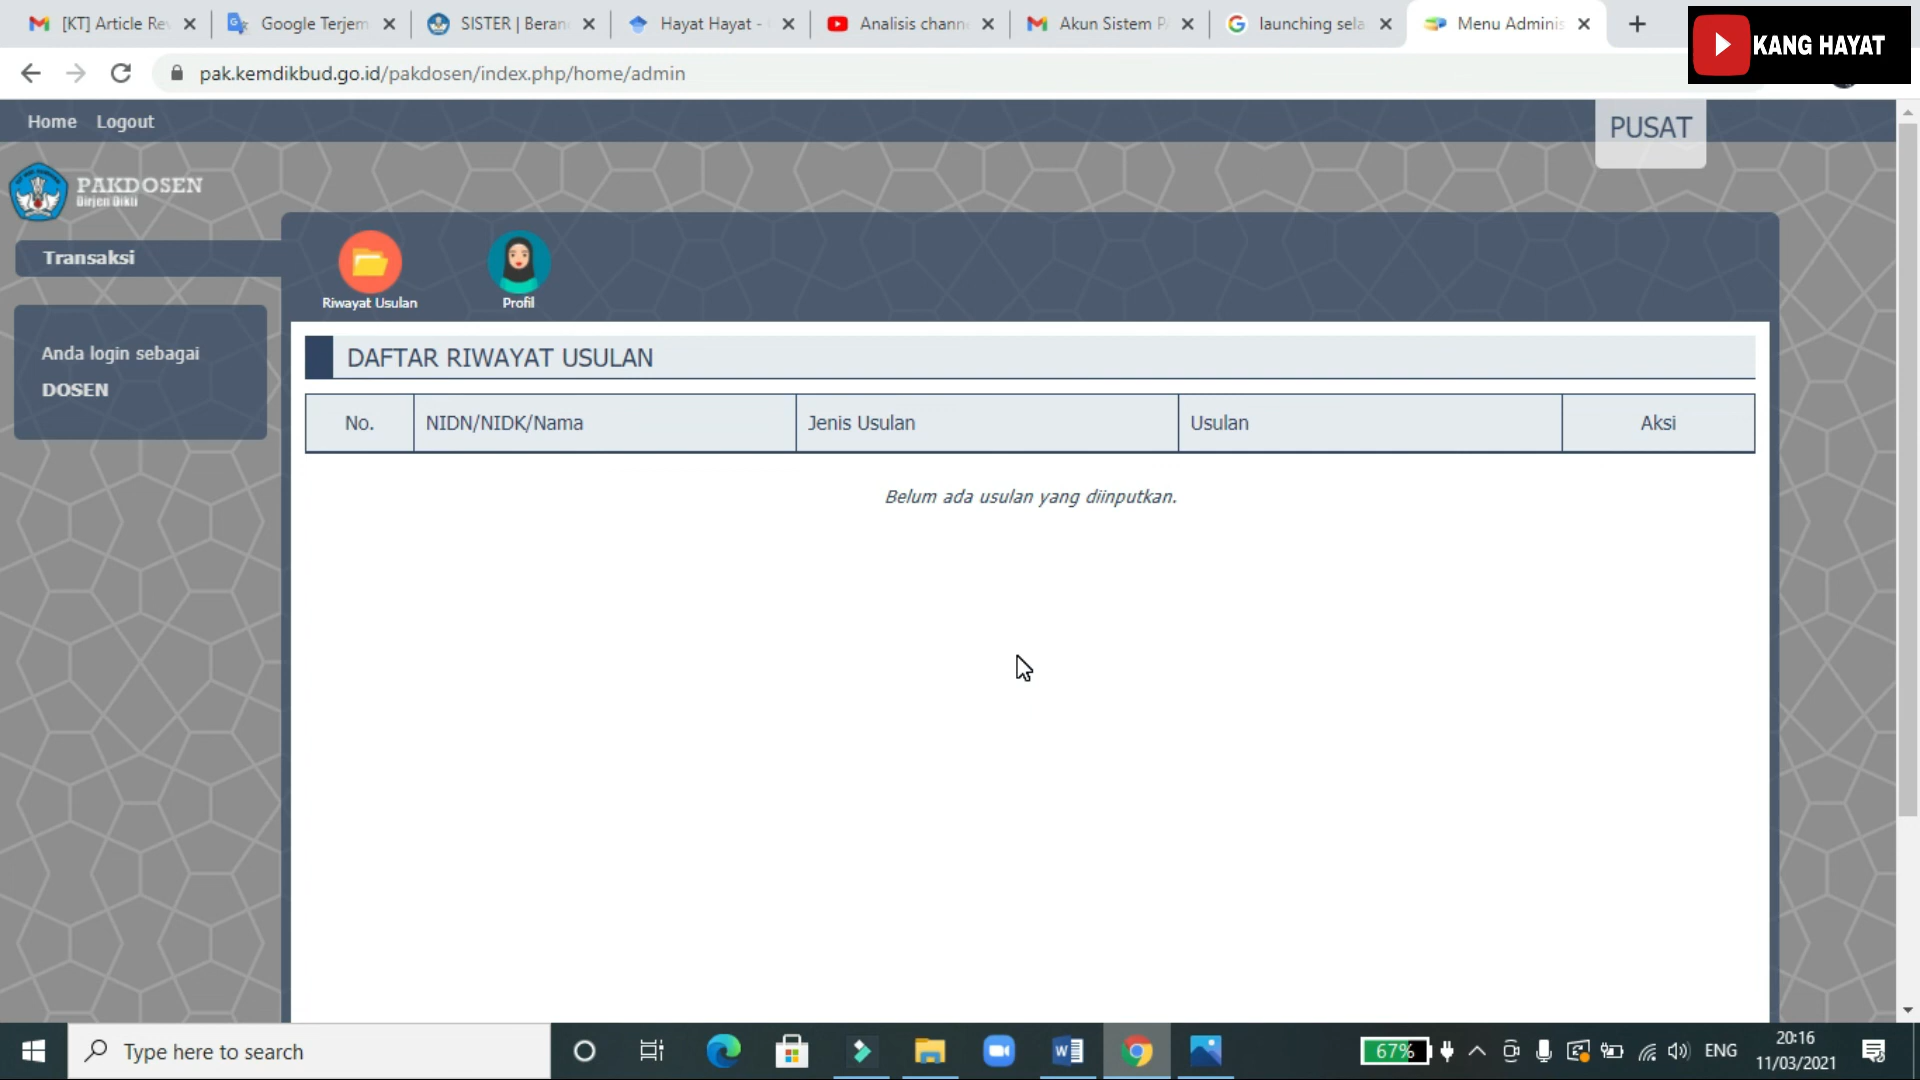 [KT] Article Re
Google Terjem
SISTER | Beran
Hayat Hayat -
Analisis chann
Akun Sistem P
launching sela
Menu Adminis
KANG HAYAT
pak.kemdikbud.go.id/pakdosen/index.php/home/admin
Home Logout
PUSAT
PAKDOSEN
Dirjen Dikti
Transaksi
Riwayat Usulan
Profil
Anda login sebagai
DOSEN
DAFTAR RIWAYAT USULAN
No. NIDN/NIDK/Nama Jenis Usulan Usulan Aksi
Belum ada usulan yang diinputkan.
Type here to search
67%
ENG
20:16
11/03/2021